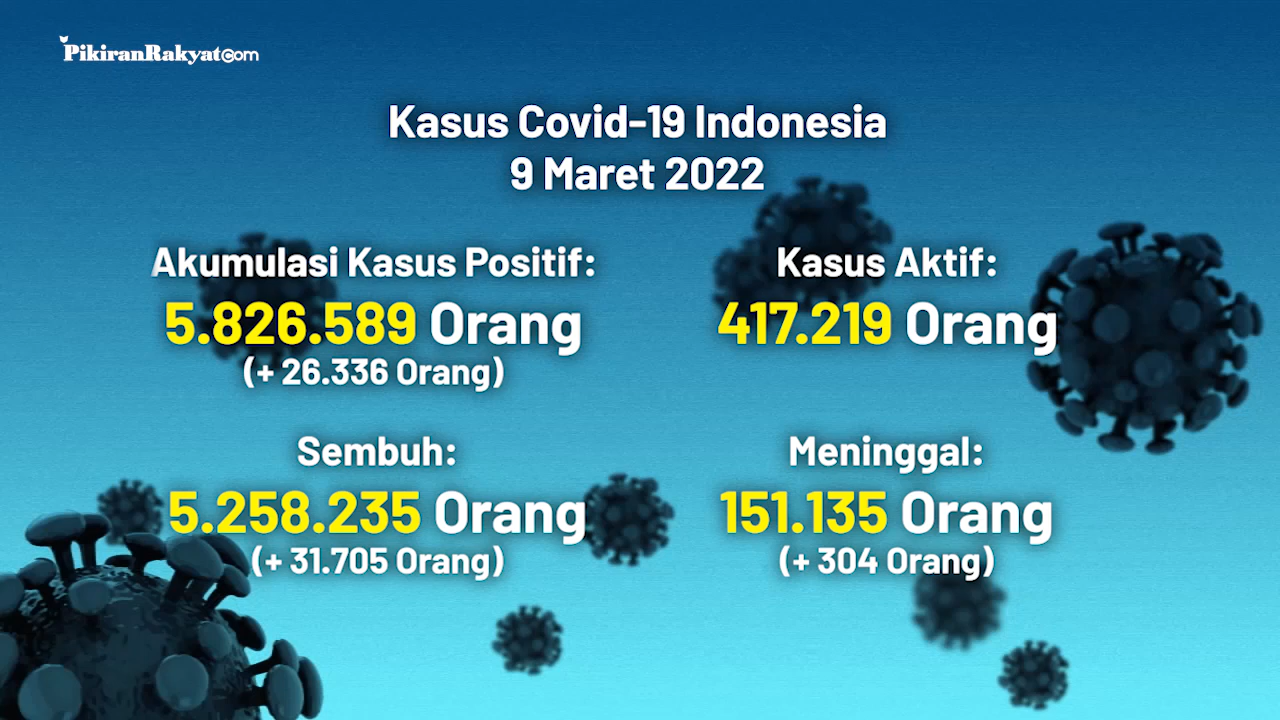 PikiranRakyat.com
Kasus Covid-19 Indonesia
9 Maret 2022
Akumulasi Kasus Positif:
5.826.589 Orang
(+ 26.336 Orang)
Kasus Aktif:
417.219 Orang
Sembuh:
5.258.235 Orang
(+ 31.705 Orang)
Meninggal:
151.135 Orang
(+ 304 Orang)